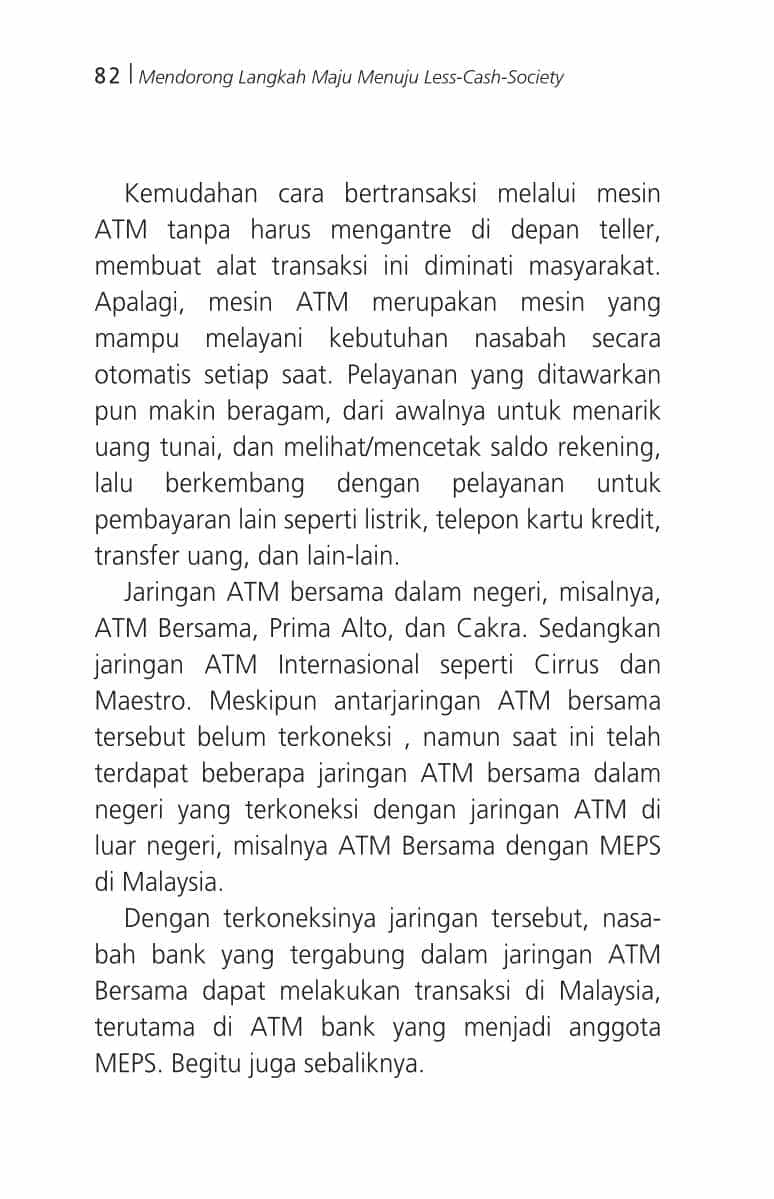 82 | Mendorong Langkah Maju Menuju Less-Cash-Society
Kemudahan cara bertransaksi melalui mesin
ATM tanpa harus mengantre di depan teller,
membuat alat transaksi ini diminati masyarakat.
Apalagi, mesin ATM merupakan mesin yang
mampu melayani kebutuhan nasabah secara
otomatis setiap saat. Pelayanan yang ditawarkan
pun makin beragam, dari awalnya untuk menarik
uang tunai, dan melihat/mencetak saldo rekening,
lalu berkembang dengan pelayanan untuk
pembayaran lain seperti listrik, telepon kartu kredit,
transfer uang, dan lain-lain.
Jaringan ATM bersama dalam negeri, misalnya,
ATM Bersama, Prima Alto, dan Cakra. Sedangkan
jaringan ATM Internasional seperti Cirrus dan
Maestro. Meskipun antarjaringan ATM bersama
tersebut belum terkoneksi , namun saat ini telah
terdapat beberapa jaringan ATM bersama dalam
negeri yang terkoneksi dengan jaringan ATM di
luar negeri, misalnya ATM Bersama dengan MEPS
di Malaysia.
Dengan terkoneksinya jaringan tersebut, nasa-
bah bank yang tergabung dalam jaringan ATM
Bersama dapat melakukan transaksi di Malaysia,
terutama di ATM bank yang menjadi anggota
MEPS. Begitu juga sebaliknya.